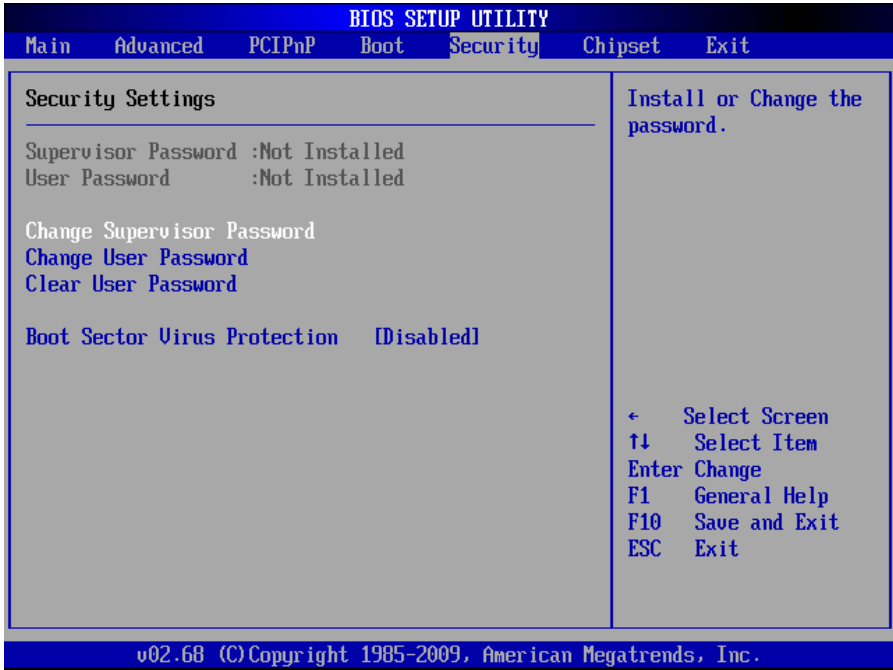 BIOS SETUP UTILITY
Main Advanced PCIPnP Boot Security Chipset Exit
Security Settings
Supervisor Password :Not Installed
User Password :Not Installed
Change Supervisor Password
Change User Password
Clear User Password
Boot Sector Virus Protection [Disabled]
Install or Change the
password.
← Select Screen
↑↓ Select Item
Enter Change
F1 General Help
F10 Save and Exit
ESC Exit
v02.68 (C)Copyright 1985-2009, American Megatrends, Inc.